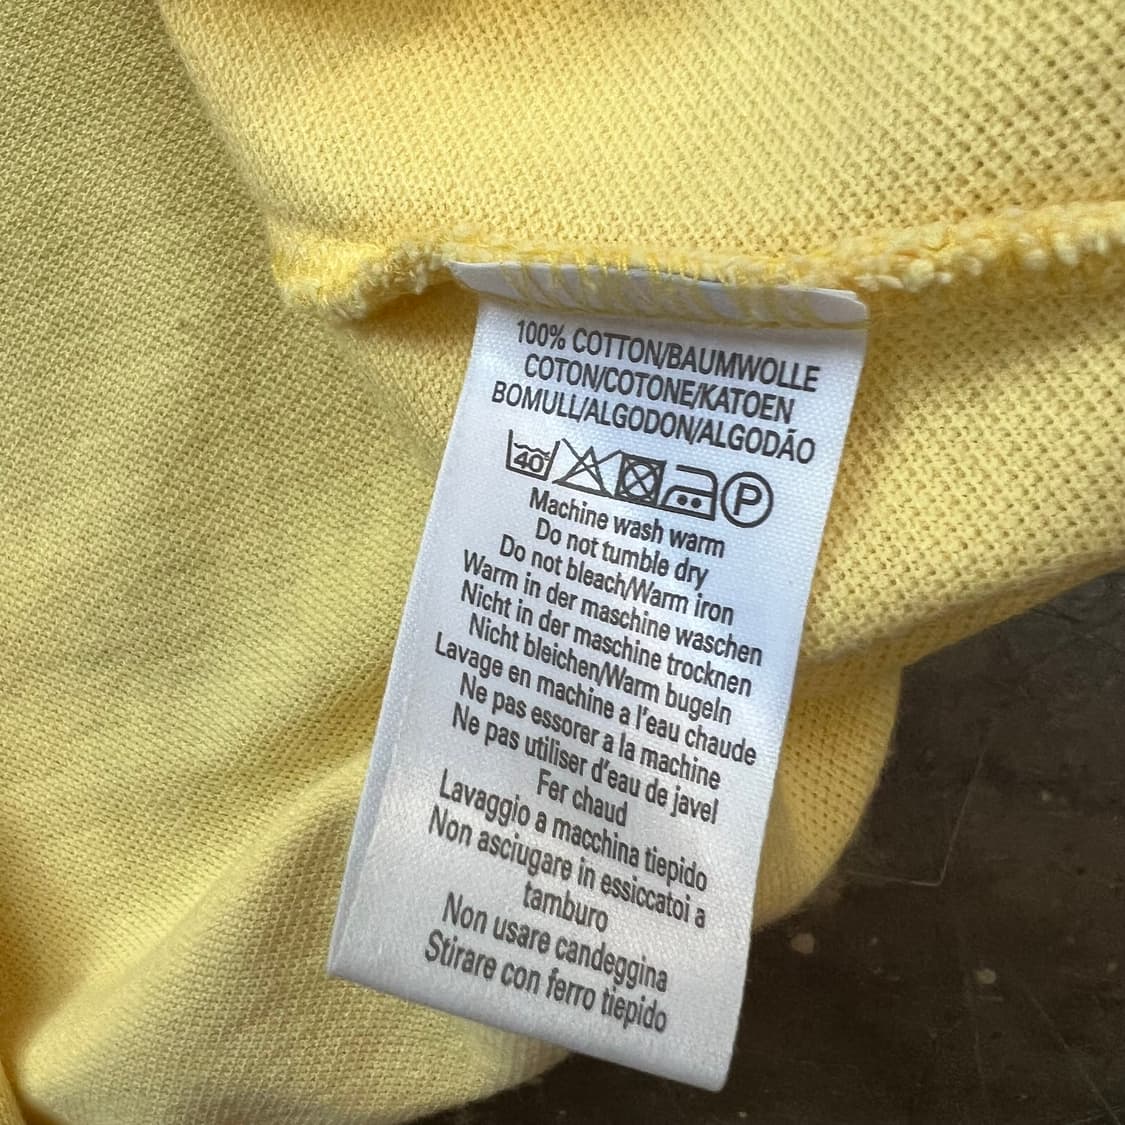 100% COTTON/BAUMWOLLE
COTON/COTONE/KATOEN
BOMULL/ALGODON/ALGODÃO
40 P
Machine wash warm
Do not tumble dry
Do not bleach/Warm iron
Warm in der maschine waschen
Nicht in der maschine trocknen
Nicht bleichen/Warm bugeln
Lavage en machine a l'eau chaude
Ne pas essorer a la machine
Ne pas utiliser d'eau de javel
Fer chaud
Lavaggio a macchina tiepido
Non asciugare in essiccatoi a
tamburo
Non usare candeggina
Stirare con ferro tiepido